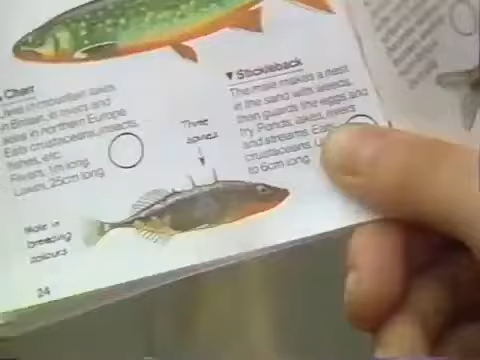 Charr
Lives in mountain lakes
in Britain, in rivers and
lakes in northern Europe.
Eats crustaceans, insects,
fishes, etc.
Rivers, 1m long.
Lakes, 25cm long.
▼ Stickleback
The male makes a nest
in the sand with weeds,
then guards the eggs and
fry. Ponds, lakes, rivers
and streams. Eats
crustaceans. U
to 6cm long.
Three
spines
Male in
breeding
colours
24